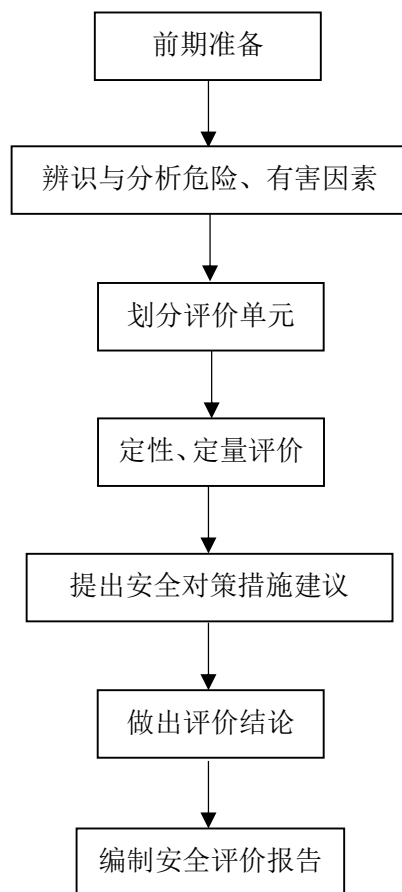 前期准备
辨识与分析危险、有害因素
划分评价单元
定性、定量评价
提出安全对策措施建议
做出评价结论
编制安全评价报告